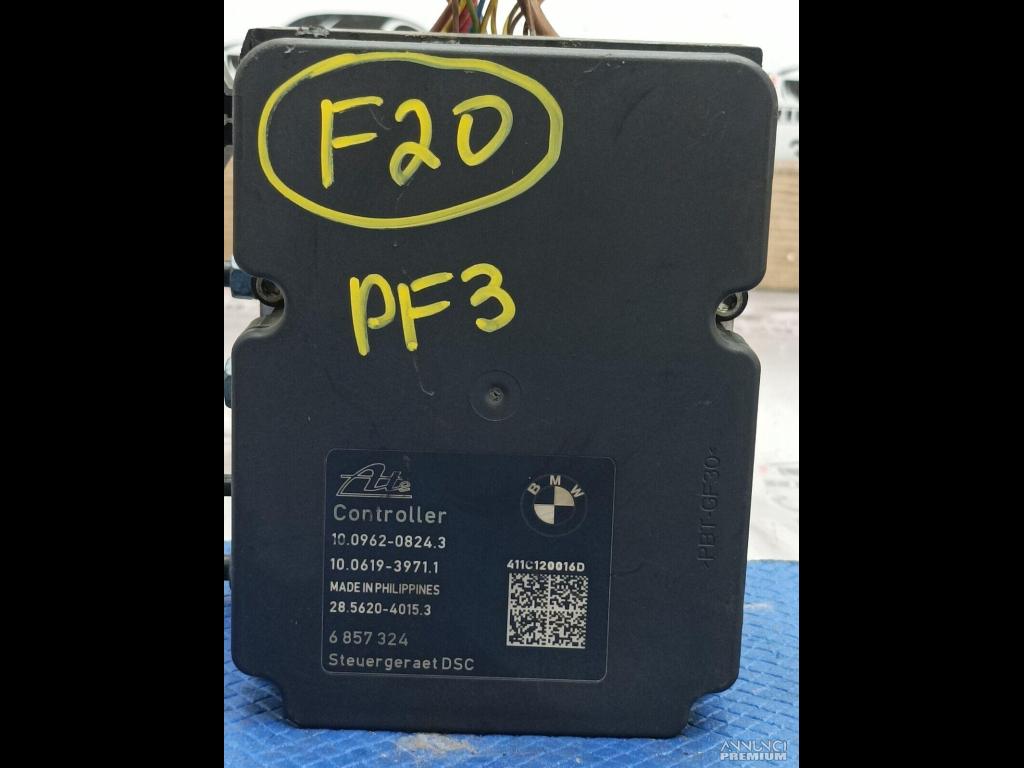 F20
PF3
Ate
BMW
Controller
10.0962-0824.3
10.0619-3971.1
411C120016D
MADE IN PHILIPPINES
28.5620-4015.3
6 857 324
Steuergeraet DSC
>PBT-GF30<
ANNUNCI
PREMIUM